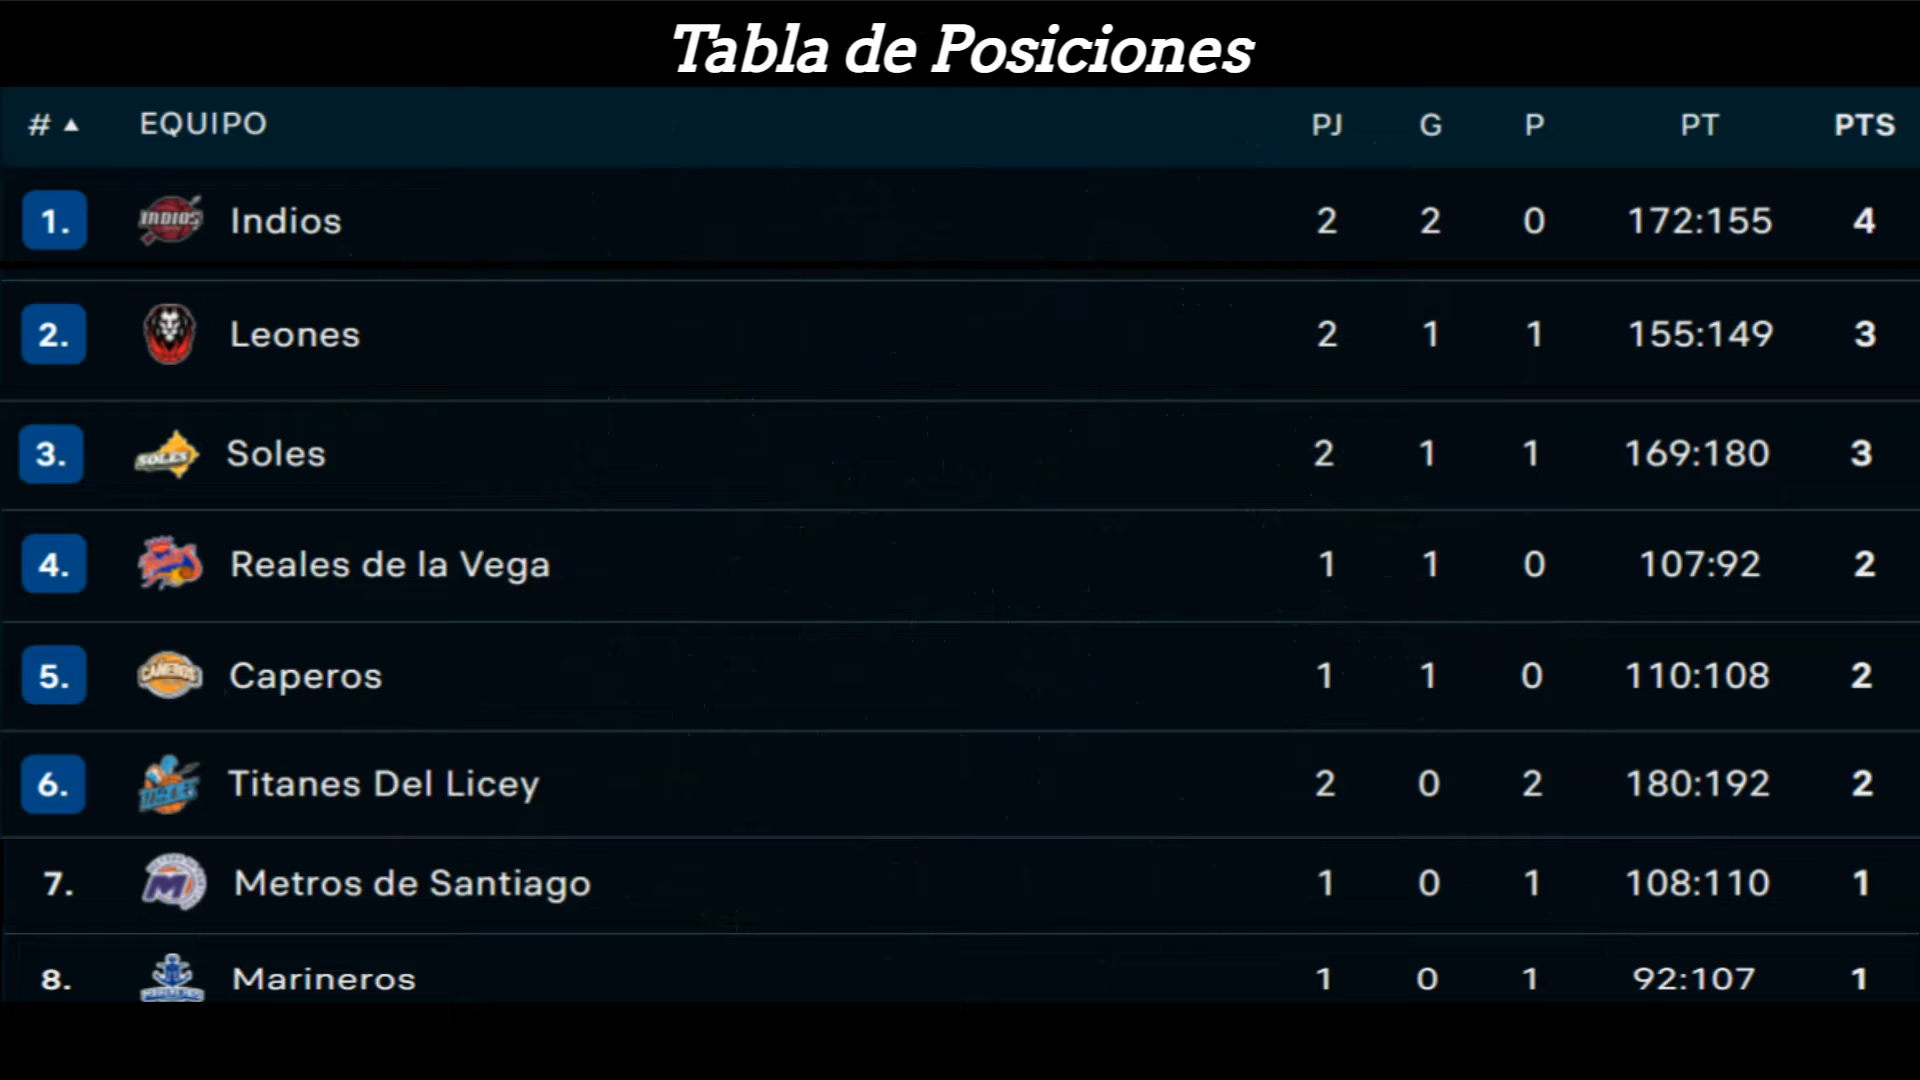 Tabla de Posiciones
# ▲ EQUIPO PJ G P PT PTS
1. INDIOS Indios 2 2 0 172:155 4
2. Leones 2 1 1 155:149 3
3. SOLES Soles 2 1 1 169:180 3
4. Reales de la Vega 1 1 0 107:92 2
5. CAÑEROS Caperos 1 1 0 110:108 2
6. Titanes Del Licey 2 0 2 180:192 2
7. M Metros de Santiago 1 0 1 108:110 1
8. Marineros 1 0 1 92:107 1